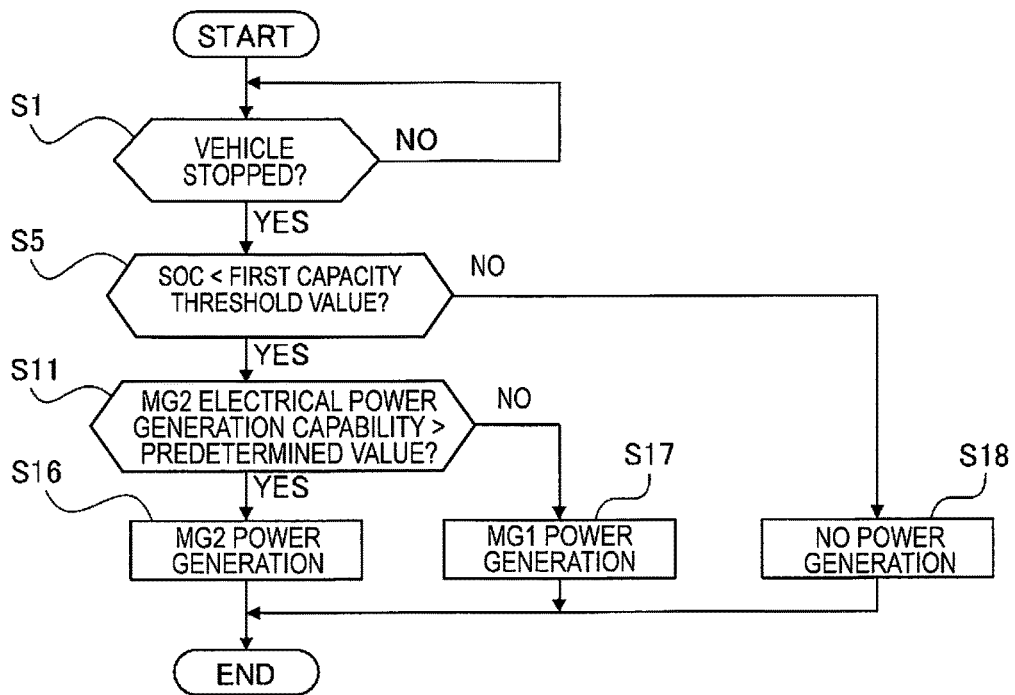 START
S1
VEHICLE
STOPPED?
NO
YES
S5
SOC < FIRST CAPACITY
THRESHOLD VALUE?
NO
YES
S11
MG2 ELECTRICAL POWER
GENERATION CAPABILITY >
PREDETERMINED VALUE?
NO
YES
S16
MG2 POWER
GENERATION
S17
MG1 POWER
GENERATION
S18
NO POWER
GENERATION
END